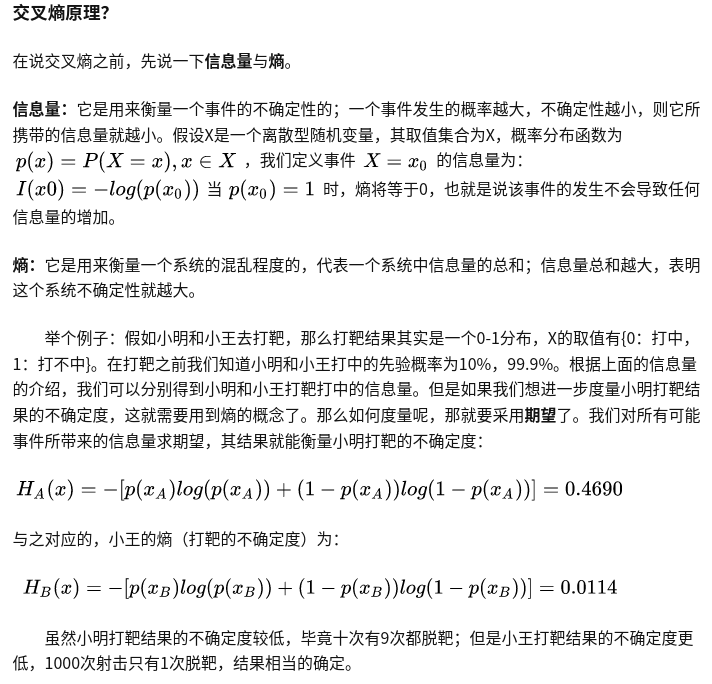 交叉熵原理?
在说交叉熵之前，先说一下信息量与熵。
信息量：它是用来衡量一个事件的不确定性的；一个事件发生的概率越大，不确定性越小，则它所
携带的信息量就越小。假设X是一个离散型随机变量，其取值集合为X，概率分布函数为
p(x) = P(X = x), x ∈ X ，我们定义事件 X = x₀ 的信息量为：
I(x0) = −log(p(x₀)) 当 p(x₀) = 1 时，熵将等于0，也就是说该事件的发生不会导致任何
信息量的增加。
熵：它是用来衡量一个系统的混乱程度的，代表一个系统中信息量的总和；信息量总和越大，表明
这个系统不确定性就越大。
举个例子：假如小明和小王去打靶，那么打靶结果其实是一个0-1分布，X的取值有{0：打中，
1：打不中}。在打靶之前我们知道小明和小王打中的先验概率为10%，99.9%。根据上面的信息量
的介绍，我们可以分别得到小明和小王打靶打中的信息量。但是如果我们想进一步度量小明打靶结
果的不确定度，这就需要用到熵的概念了。那么如何度量呢，那就要采用期望了。我们对所有可能
事件所带来的信息量求期望，其结果就能衡量小明打靶的不确定度：
H_A(x) = −[p(x_A)log(p(x_A)) + (1 − p(x_A))log(1 − p(x_A))] = 0.4690
与之对应的，小王的熵（打靶的不确定度）为：
H_B(x) = −[p(x_B)log(p(x_B)) + (1 − p(x_B))log(1 − p(x_B))] = 0.0114
虽然小明打靶结果的不确定度较低，毕竟十次有9次都脱靶；但是小王打靶结果的不确定度更
低，1000次射击只有1次脱靶，结果相当的确定。